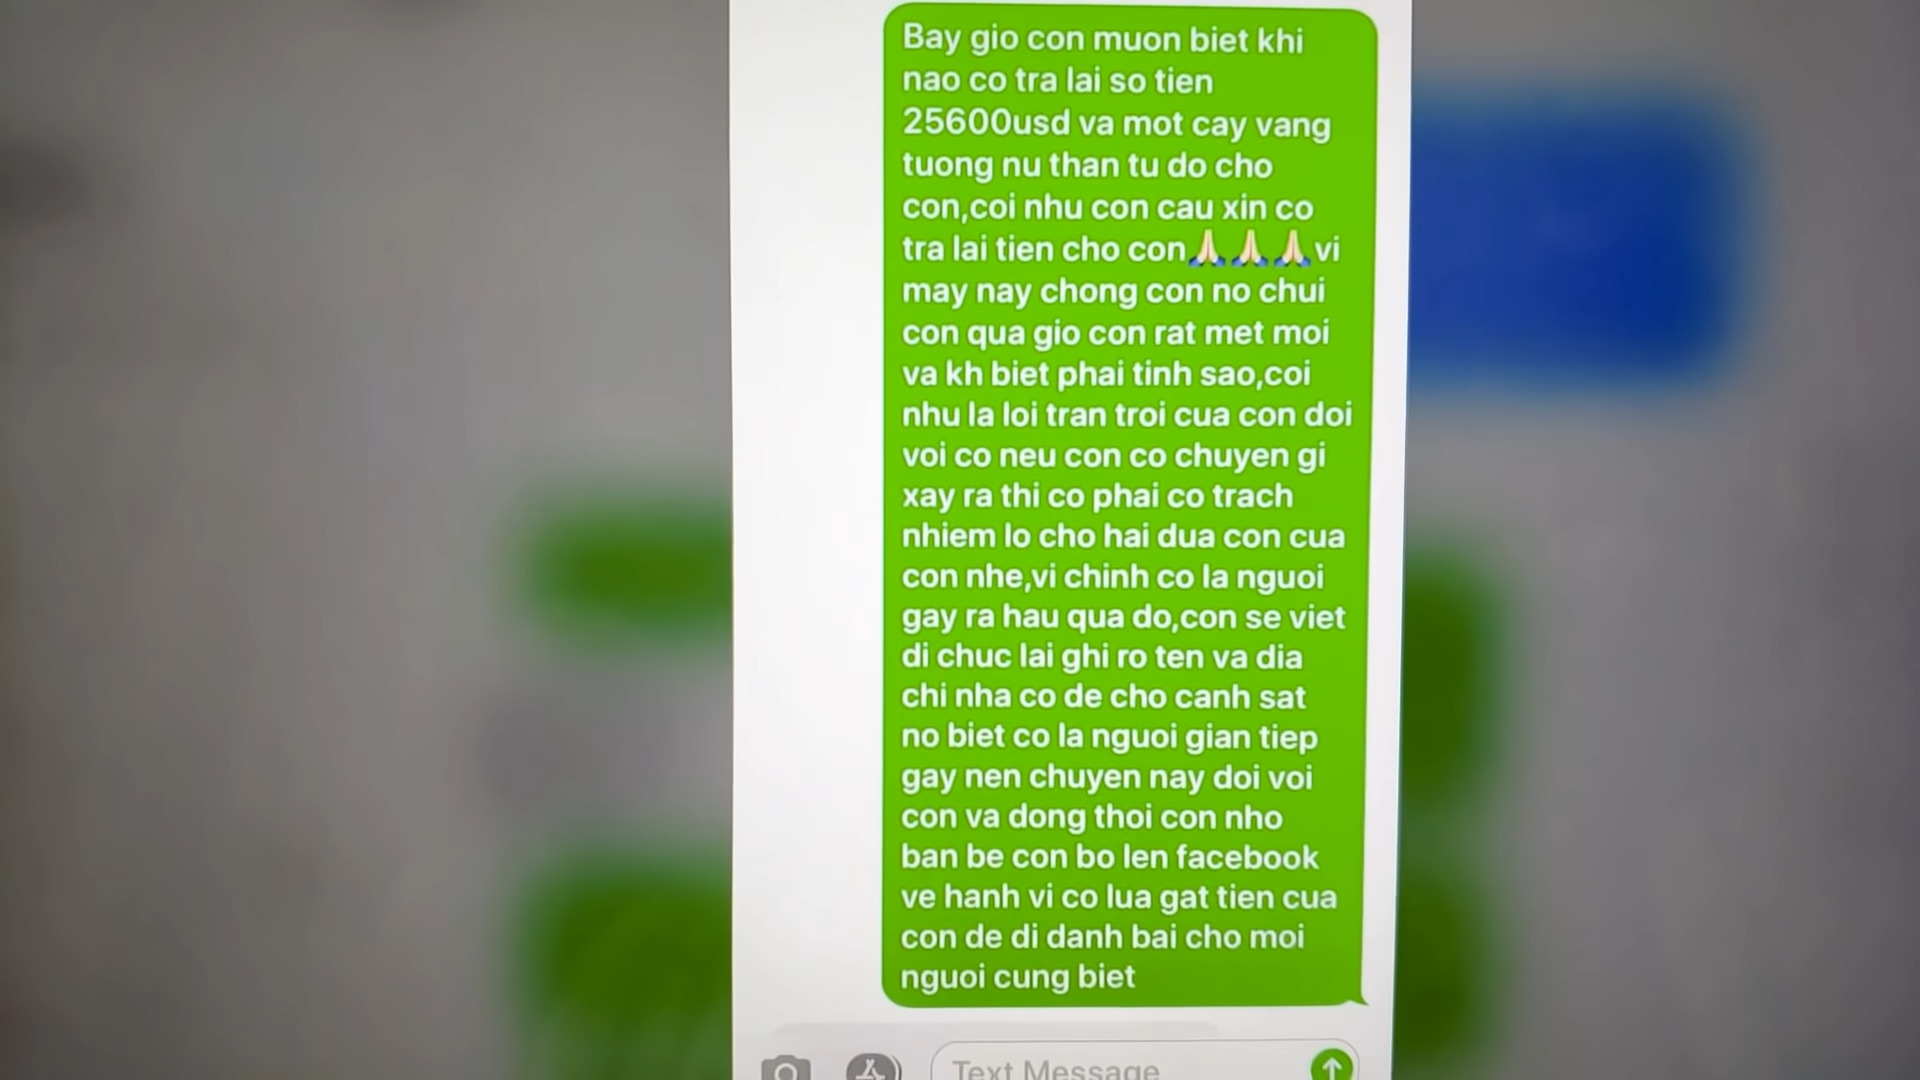 Bay gio con muon biet khi
nao co tra lai so tien
25600usd va mot cay vang
tuong nu than tu do cho
con,coi nhu con cau xin co
tra lai tien cho con🙏🏻🙏🏻🙏🏻vi
may nay chong con no chui
con qua gio con rat met moi
va kh biet phai tinh sao,coi
nhu la loi tran troi cua con doi
voi co neu con co chuyen gi
xay ra thi co phai co trach
nhiem lo cho hai dua con cua
con nhe,vi chinh co la nguoi
gay ra hau qua do,con se viet
di chuc lai ghi ro ten va dia
chi nha co de cho canh sat
no biet co la nguoi gian tiep
gay nen chuyen nay doi voi
con va dong thoi con nho
ban be con bo len facebook
ve hanh vi co lua gat tien cua
con de di danh bai cho moi
nguoi cung biet
Text Message